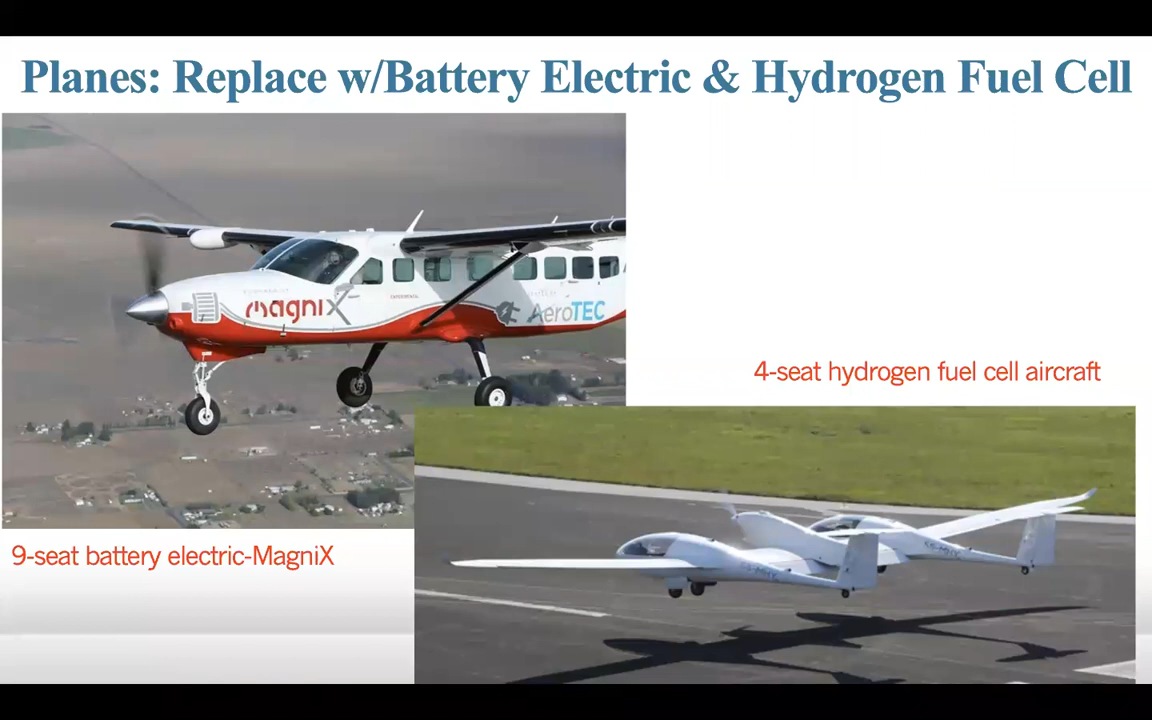 Planes: Replace w/Battery Electric & Hydrogen Fuel Cell
magniX
EXPERIMENTAL
AeroTEC
4-seat hydrogen fuel cell aircraft
9-seat battery electric-MagniX